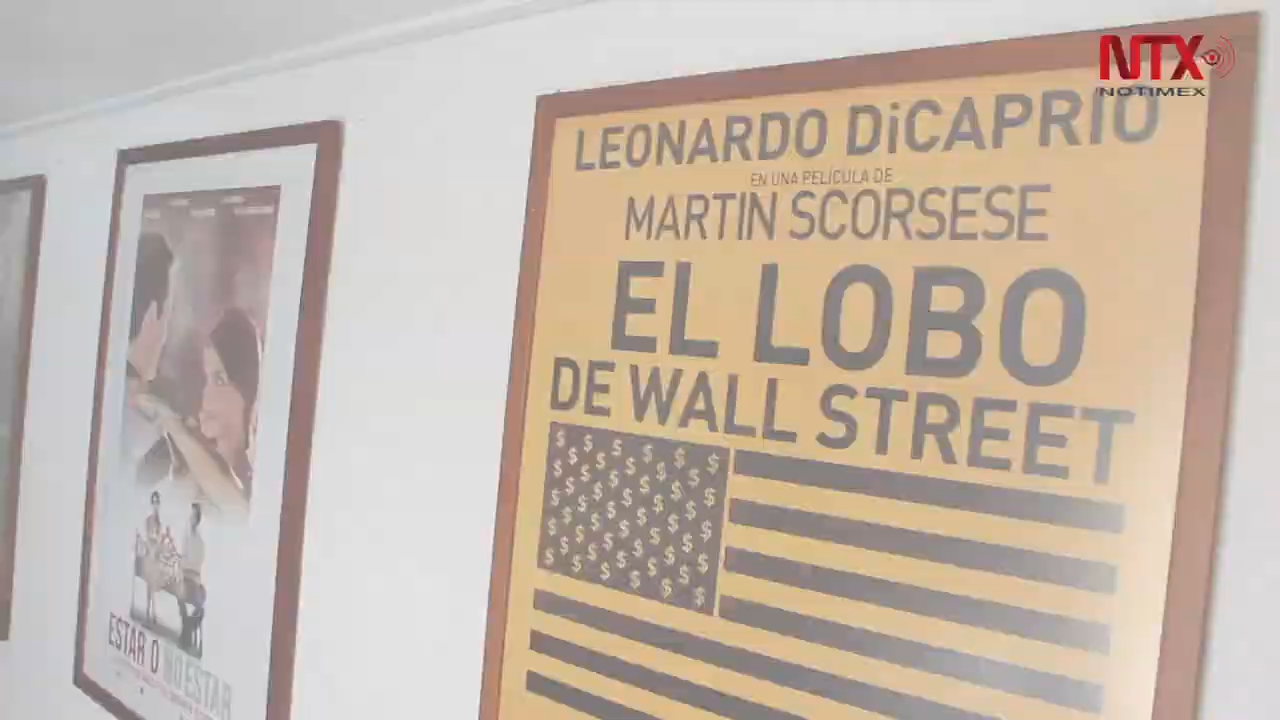 NTX
NOTIMEX
LEONARDO DiCAPRIO
EN UNA PELÍCULA DE
MARTIN SCORSESE
EL LOBO
DE WALL STREET
ESTAR O NO ESTAR